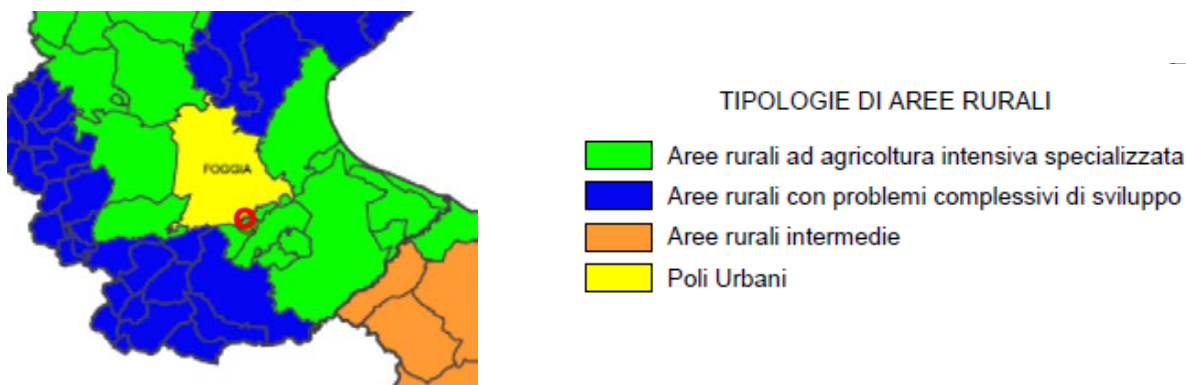 FOGGIA
TIPOLOGIE DI AREE RURALI
Aree rurali ad agricoltura intensiva specializzata
Aree rurali con problemi complessivi di sviluppo
Aree rurali intermedie
Poli Urbani